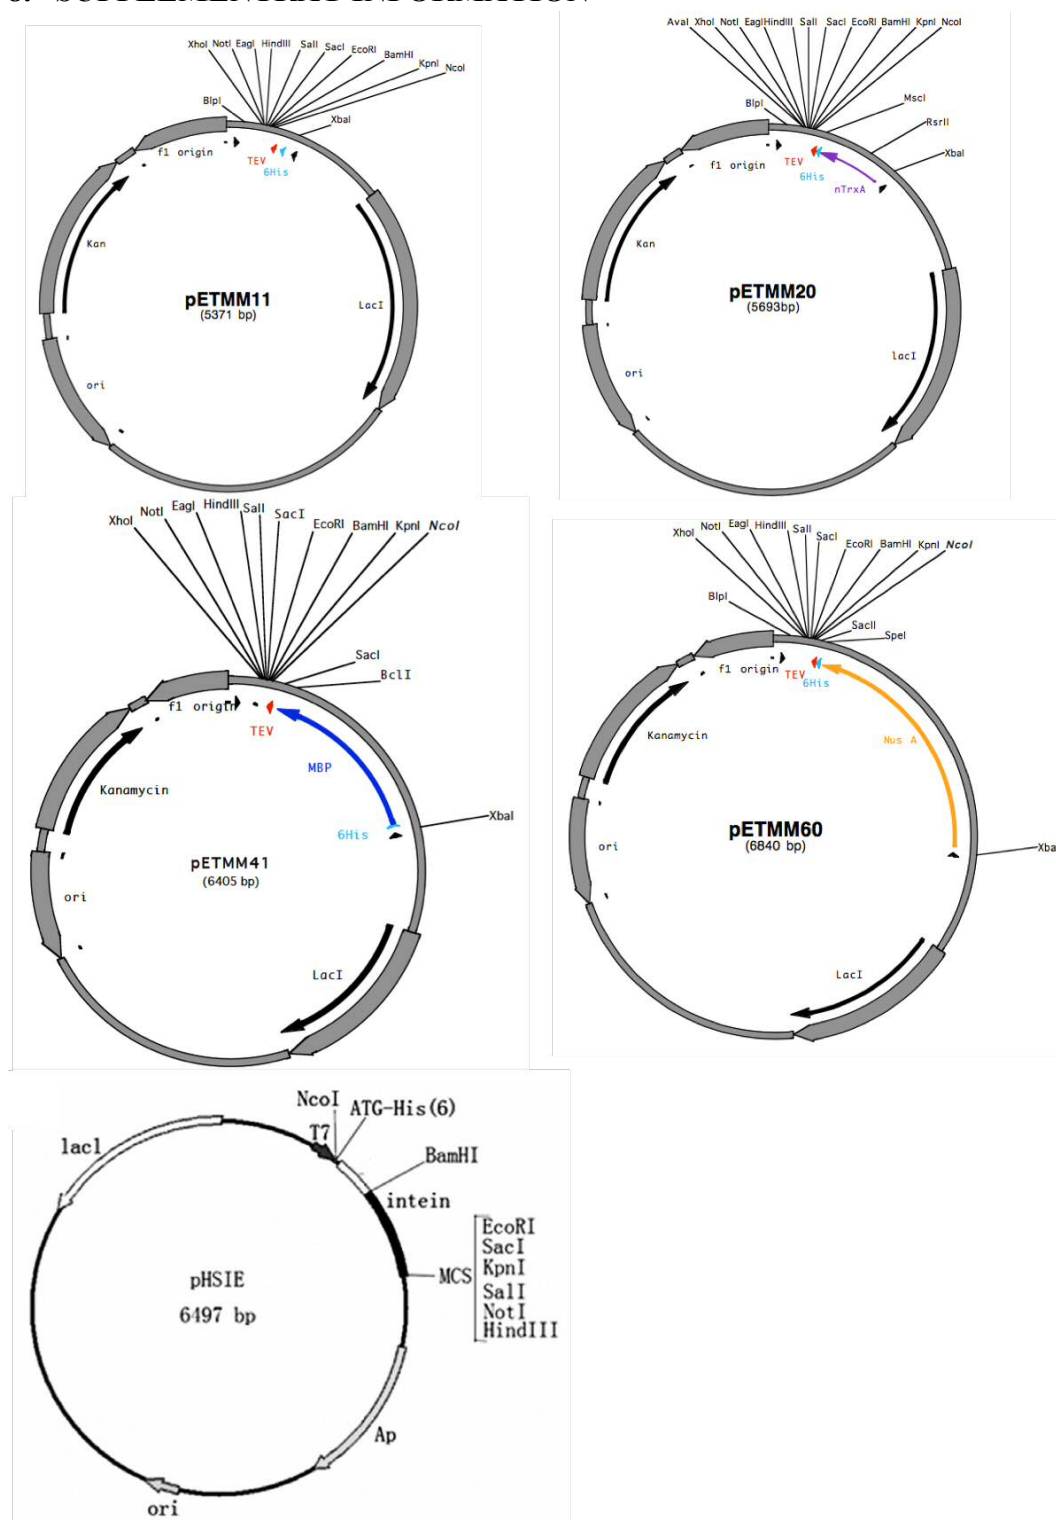 XhoI NotI EagI HindIII SalI SacI EcoRI BamHI KpnI NcoI
BlpI
XbaI
f1 origin
TEV
6His
Kan
LacI
pETMM11
(5371 bp)
ori
AvaI XhoI NotI EagI HindIII SalI SacI EcoRI BamHI KpnI NcoI
BlpI
MscI
RsrII
XbaI
f1 origin
TEV
6His
nTrxA
Kan
pETMM20
(5693bp)
lacI
ori
XhoI NotI EagI HindIII SalI SacI EcoRI BamHI KpnI NcoI
SacI
BclI
f1 origin
TEV
MBP
Kanamycin
6His
XbaI
pETMM41
(6405 bp)
ori
LacI
XhoI NotI EagI HindIII SalI SacI EcoRI BamHI KpnI NcoI
BlpI
SacII
SpeI
f1 origin
TEV
6His
Kanamycin
Nus A
pETMM60
(6840 bp)
ori
Xba
LacI
NcoI
ATG-His(6)
T7
lacl
BamHI
intein
EcoRI
SacI
KpnI
MCS
SalI
NotI
HindIII
pHSIE
6497 bp
Ap
ori